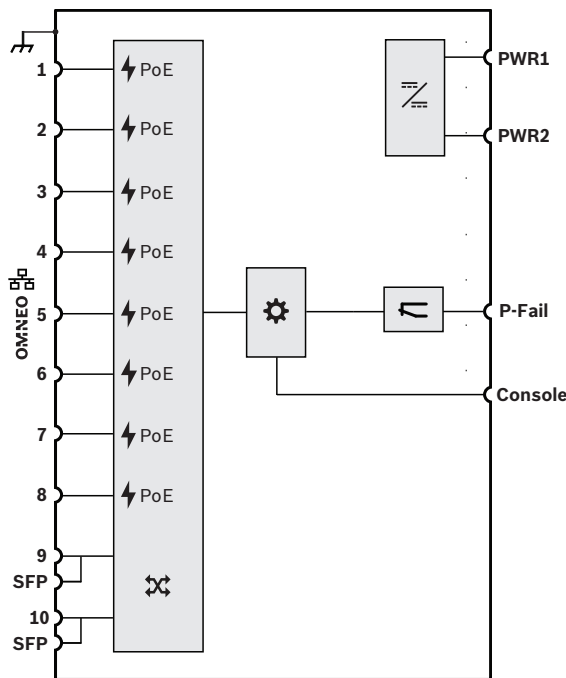 1
PoE
PWR1
2
PoE
PWR2
3
PoE
4
PoE
OMNEO
5
PoE
P-Fail
6
PoE
Console
7
PoE
8
PoE
9
SFP
10
SFP